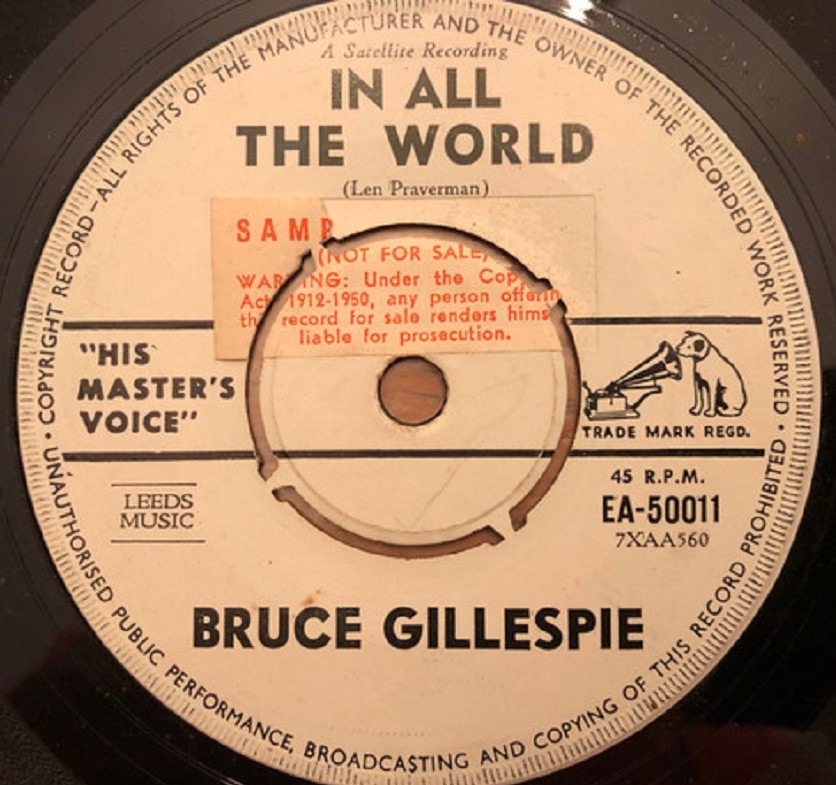 COPYRIGHT RECORD—ALL RIGHTS OF THE MANUFACTURER AND THE OWNER OF THE RECORDED WORK RESERVED •
A Satellite Recording
IN ALL
THE WORLD
(Len Praverman)
SAMP
(NOT FOR SALE)
WARNING: Under the Cop
Act 1912-1950, any person offerin
the record for sale renders hims
liable for prosecution.
"HIS
MASTER'S
VOICE"
TRADE MARK REGD.
LEEDS
MUSIC
45 R.P.M.
EA-50011
7XAA560
BRUCE GILLESPIE
UNAUTHORISED PUBLIC PERFORMANCE, BROADCASTING AND COPYING OF THIS RECORD PROHIBITED •